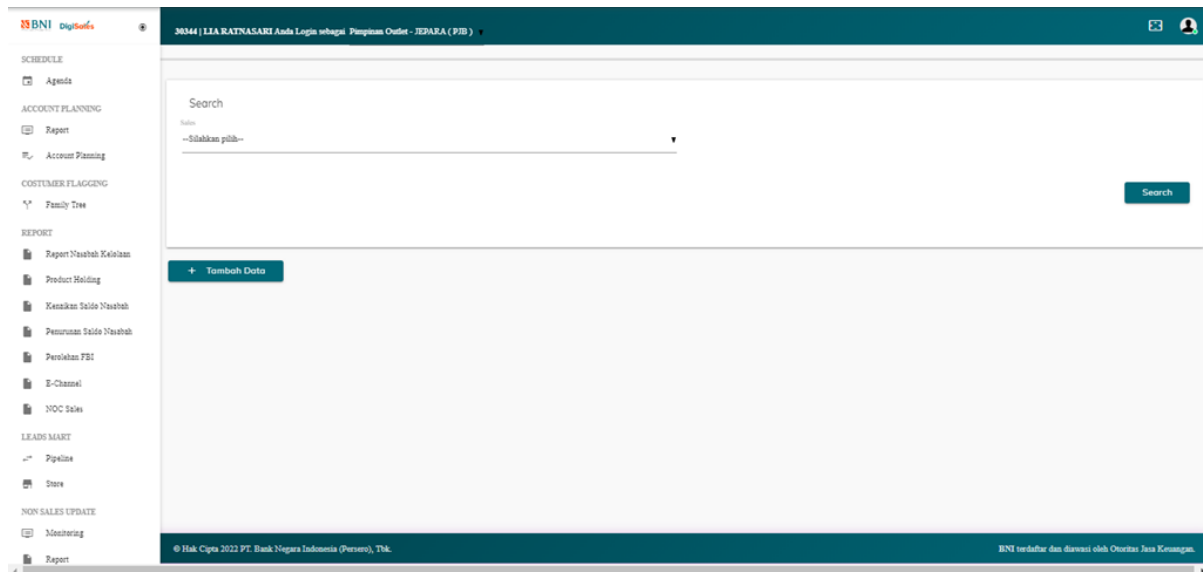 BNI DigiSales
30344 | LIA RATNASARI Anda Login sebagai Pimpinan Outlet - JEPARA ( PJB )
SCHEDULE
Agenda
ACCOUNT PLANNING
Report
Account Planning
COSTUMER FLAGGING
Family Tree
REPORT
Report Nasabah Kelolaan
Product Holding
Kenaikan Saldo Nasabah
Penurunan Saldo Nasabah
Perolehan FBI
E-Channel
NOC Sales
LEADS MART
Pipeline
Store
NON SALES UPDATE
Monitoring
Report
Search
Sales
--Silahkan pilih--
Search
+ Tambah Data
© Hak Cipta 2022 PT. Bank Negara Indonesia (Persero), Tbk.
BNI terdaftar dan diawasi oleh Otoritas Jasa Keuangan.